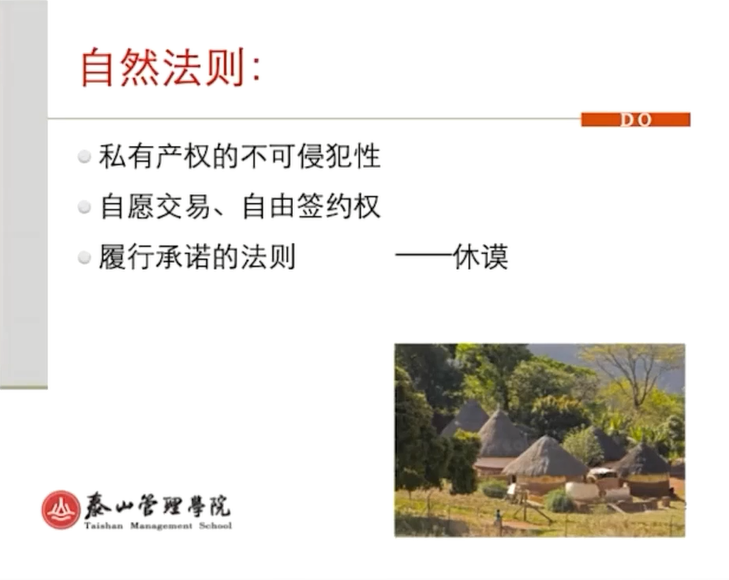 自然法则:
DO
私有产权的不可侵犯性
自愿交易、自由签约权
履行承诺的法则 ——休谟
泰山管理學院
Taishan Management School